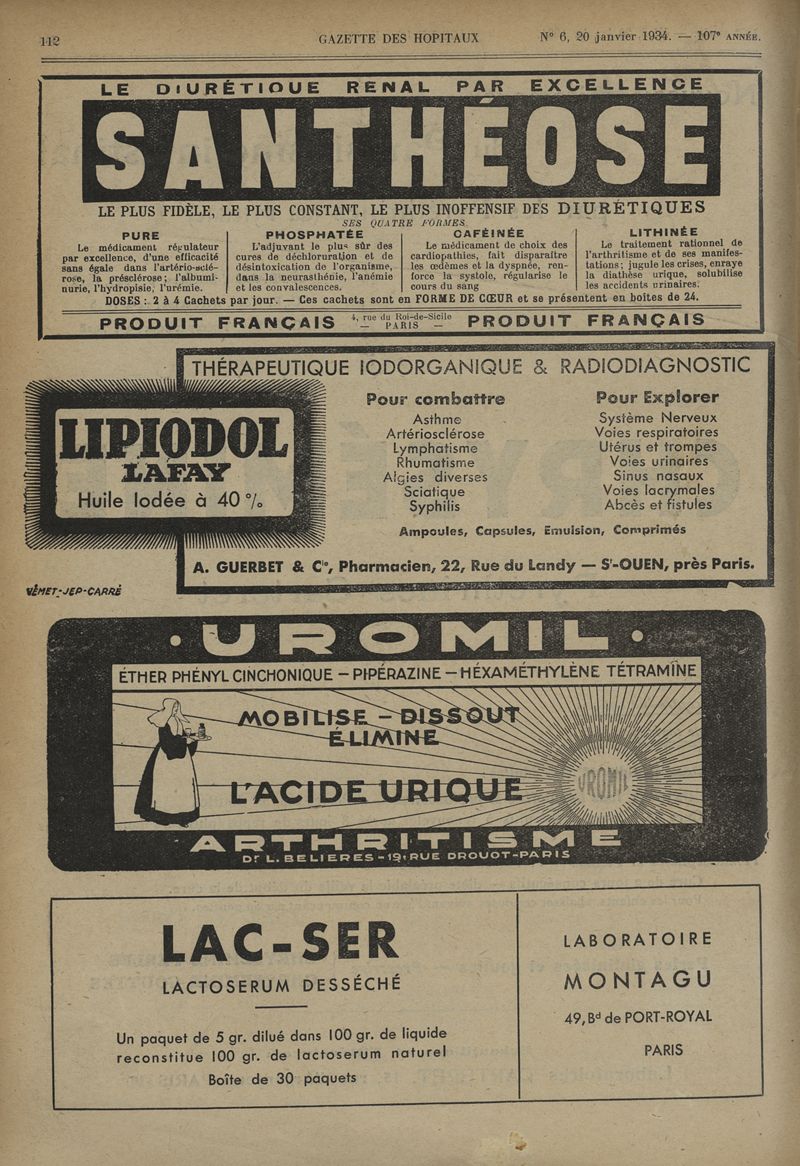 112
GAZETTE DES HOPITAUX
N° 6, 20 janvier 1934. — 107e ANNÉE.
LE DIURÉTIQUE RENAL PAR EXCELLENCE
SANTHÉOSE
LE PLUS FIDÈLE, LE PLUS CONSTANT, LE PLUS INOFFENSIF DES DIURÉTIQUES
SES QUATRE FORMES
PURE
Le médicament régulateur
par excellence, d'une efficacité
sans égale dans l'artério-sclé-
rose, la présclérose; l'albumi-
nurie, l'hydropisie, l'urémie.
PHOSPHATÉE
L'adjuvant le plus sûr des
cures de déchloruration et de
désintoxication de l'organisme,
dans la neurasthénie, l'anémie
et les convalescences.
CAFÉINÉE
Le médicament de choix des
cardiopathies, fait disparaître
les œdèmes et la dyspnée, ren-
force la systole, régularise le
cours du sang
LITHINÉE
Le traitement rationnel de
l'arthritisme et de ses manifes-
tations; jugule les crises, enraye
la diathèse urique, solubilise
les accidents urinaires.
DOSES : 2 à 4 Cachets par jour. — Ces cachets sont en FORME DE CŒUR et se présentent en boîtes de 24.
PRODUIT FRANÇAIS
4, rue du Roi-de-Sicile
— PARIS —
PRODUIT FRANÇAIS
THÉRAPEUTIQUE IODORGANIQUE & RADIODIAGNOSTIC
LIPIODOL
LAFAY
Huile Iodée à 40 %
Pour combattre
Asthme
Artériosclérose
Lymphatisme
Rhumatisme
Algies diverses
Sciatique
Syphilis
Pour Explorer
Système Nerveux
Voies respiratoires
Utérus et trompes
Voies urinaires
Sinus nasaux
Voies lacrymales
Abcès et fistules
Ampoules, Capsules, Emulsion, Comprimés
A. GUERBET & Cie, Pharmacien, 22, Rue du Landy — St-OUEN, près Paris.
VÉMET-JEP-CARRÉ
• UROMIL •
ÉTHER PHÉNYL CINCHONIQUE — PIPÉRAZINE — HÉXAMÉTHYLÈNE TÉTRAMINE
MOBILISE — DISSOUT
ÉLIMINE
L'ACIDE URIQUE
UROMIL
ARTHRITISME
Dr L. BELIERES - 19, RUE DROUOT - PARIS
LAC-SER
LACTOSERUM DESSÉCHÉ
Un paquet de 5 gr. dilué dans 100 gr. de liquide
reconstitue 100 gr. de lactoserum naturel
Boîte de 30 paquets
LABORATOIRE
MONTAGU
49, Bd de PORT-ROYAL
PARIS